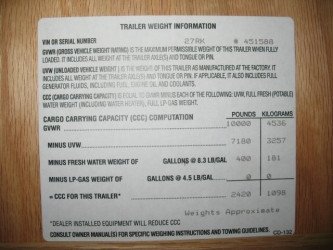 TRAILER WEIGHT INFORMATION
VIN OR SERIAL NUMBER 27RK # 451588
GVWR (GROSS VEHICLE WEIGHT RATING) IS THE MAXIMUM PERMISSIBLE WEIGHT OF THIS TRAILER WHEN FULLY
LOADED. IT INCLUDES ALL WEIGHT AT THE TRAILER AXLE(S) AND TONGUE OR PIN.
UVW (UNLOADED VEHICLE WEIGHT) IS THE WEIGHT OF THIS TRAILER AS MANUFACTURED AT THE FACTORY. IT
INCLUDES ALL WEIGHT AT TRAILER AXLE(S) AND TONGUE OR PIN. IF APPLICABLE, IT ALSO INCLUDES FULL
GENERATOR FLUIDS, INCLUDING FUEL, ENGINE OIL AND COOLANTS.
CCC (CARGO CARRYING CAPACITY) IS EQUAL TO GVWR MINUS EACH OF THE FOLLOWING: UVW, FULL FRESH (POTABLE)
WATER WEIGHT (INCLUDING WATER HEATER), FULL LP-GAS WEIGHT.
CARGO CARRYING CAPACITY (CCC) COMPUTATION POUNDS KILOGRAMS
GVWR 10000 4536
MINUS UVW 7180 3257
MINUS FRESH WATER WEIGHT OF GALLONS @ 8.3 LB/GAL 400 181
MINUS LP-GAS WEIGHT OF GALLONS @ 4.5 LB/GAL 0 0
= CCC FOR THIS TRAILER* 2420 1098
Weights Approximate
*DEALER INSTALLED EQUIPMENT WILL REDUCE CCC
CONSULT OWNER MANUAL(S) FOR SPECIFIC WEIGHING INSTRUCTIONS AND TOWING GUIDELINES. CD-132